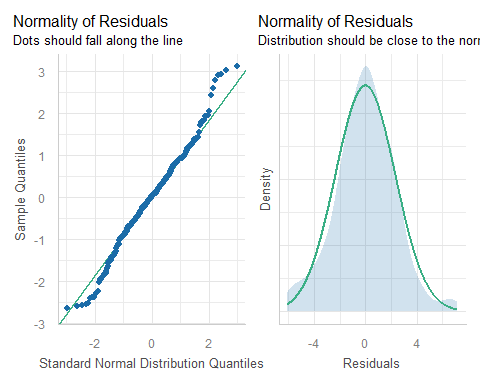 Normality of Residuals
Dots should fall along the line
3
2
1
0
-1
-2
-3
Sample Quantiles
-2
0
2
Standard Normal Distribution Quantiles
Normality of Residuals
Distribution should be close to the nor
Density
-4
0
4
Residuals